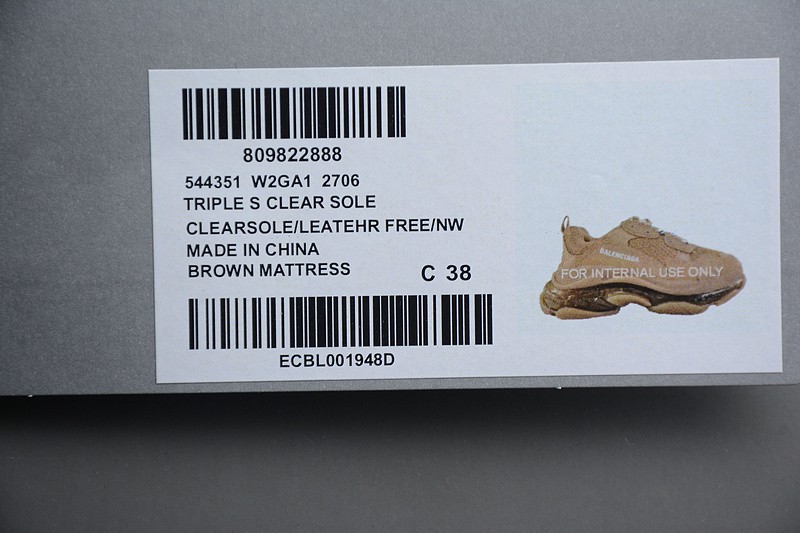 809822888
544351 W2GA1 2706
TRIPLE S CLEAR SOLE
CLEARSOLE/LEATEHR FREE/NW
MADE IN CHINA
BROWN MATTRESS
C 38
ECBL001948D
BALENCIAGA
FOR INTERNAL USE ONLY